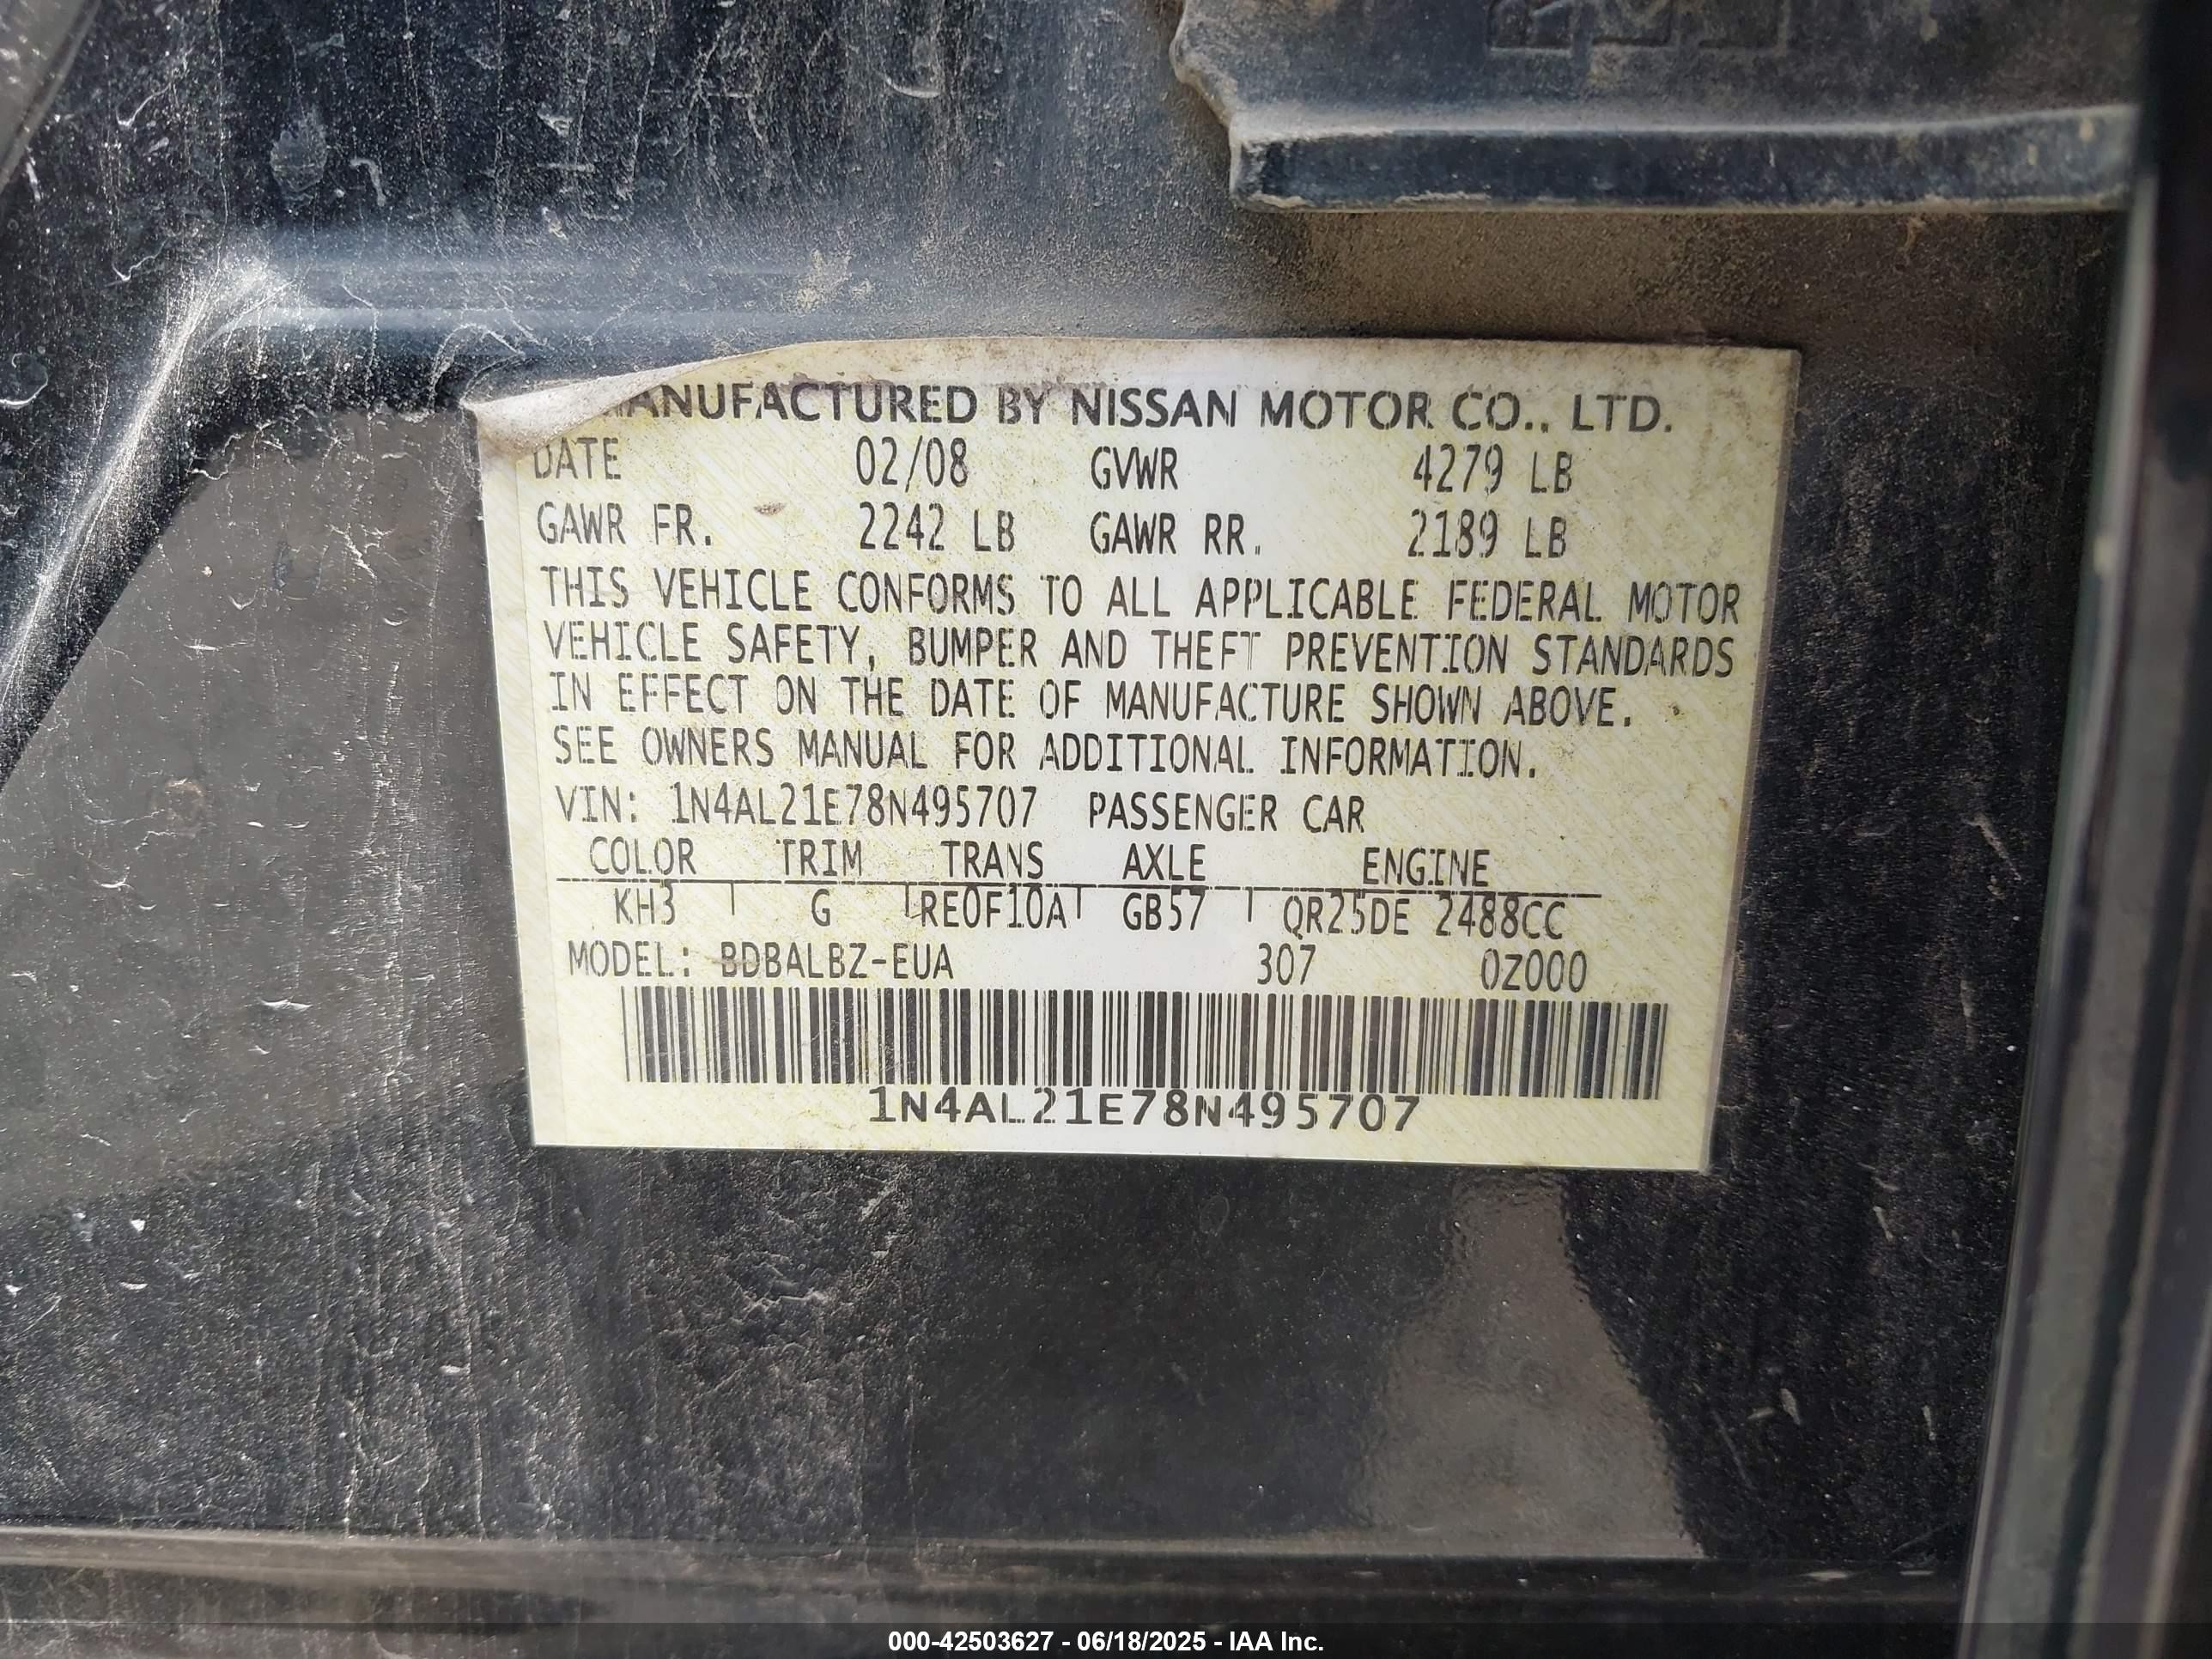 MANUFACTURED BY NISSAN MOTOR CO., LTD.
DATE 02/08 GVWR 4279 LB
GAWR FR. 2242 LB GAWR RR. 2189 LB
THIS VEHICLE CONFORMS TO ALL APPLICABLE FEDERAL MOTOR
VEHICLE SAFETY, BUMPER AND THEFT PREVENTION STANDARDS
IN EFFECT ON THE DATE OF MANUFACTURE SHOWN ABOVE.
SEE OWNERS MANUAL FOR ADDITIONAL INFORMATION.
VIN: 1N4AL21E78N495707 PASSENGER CAR
COLOR TRIM TRANS AXLE ENGINE
KH3 G RE0F10A GB57 QR25DE 2488CC
MODEL: BDBALBZ-EUA 307 0Z000
1N4AL21E78N495707
000-42503627 - 06/18/2025 - IAA Inc.